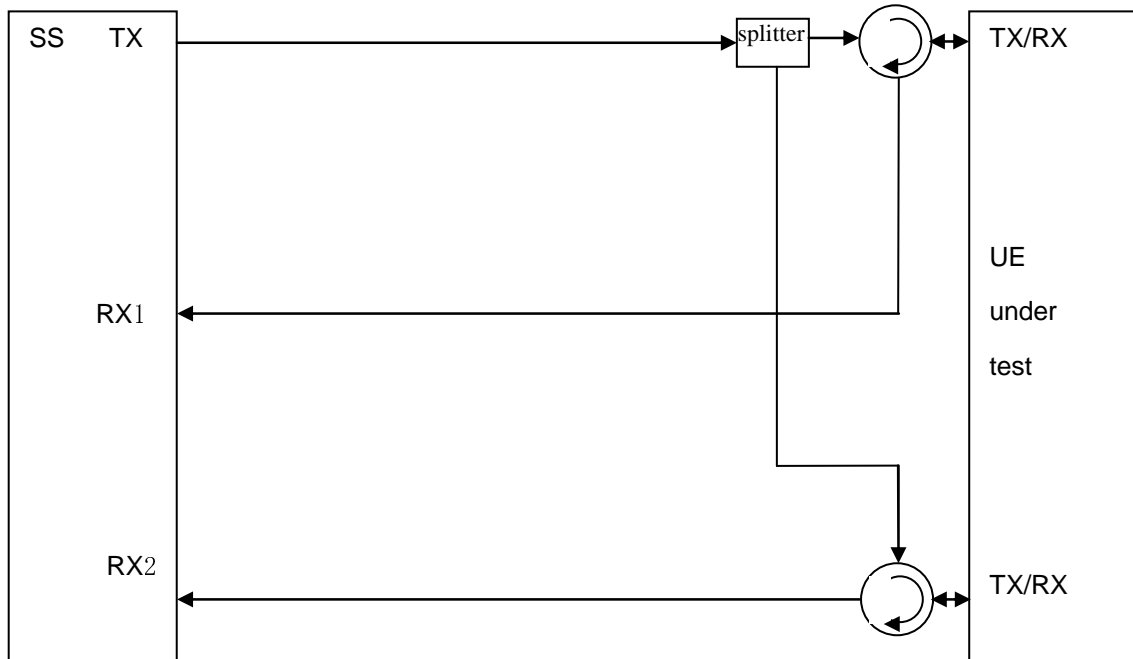 SS TX
splitter
TX/RX
RX1
UE
under
test
RX2
TX/RX